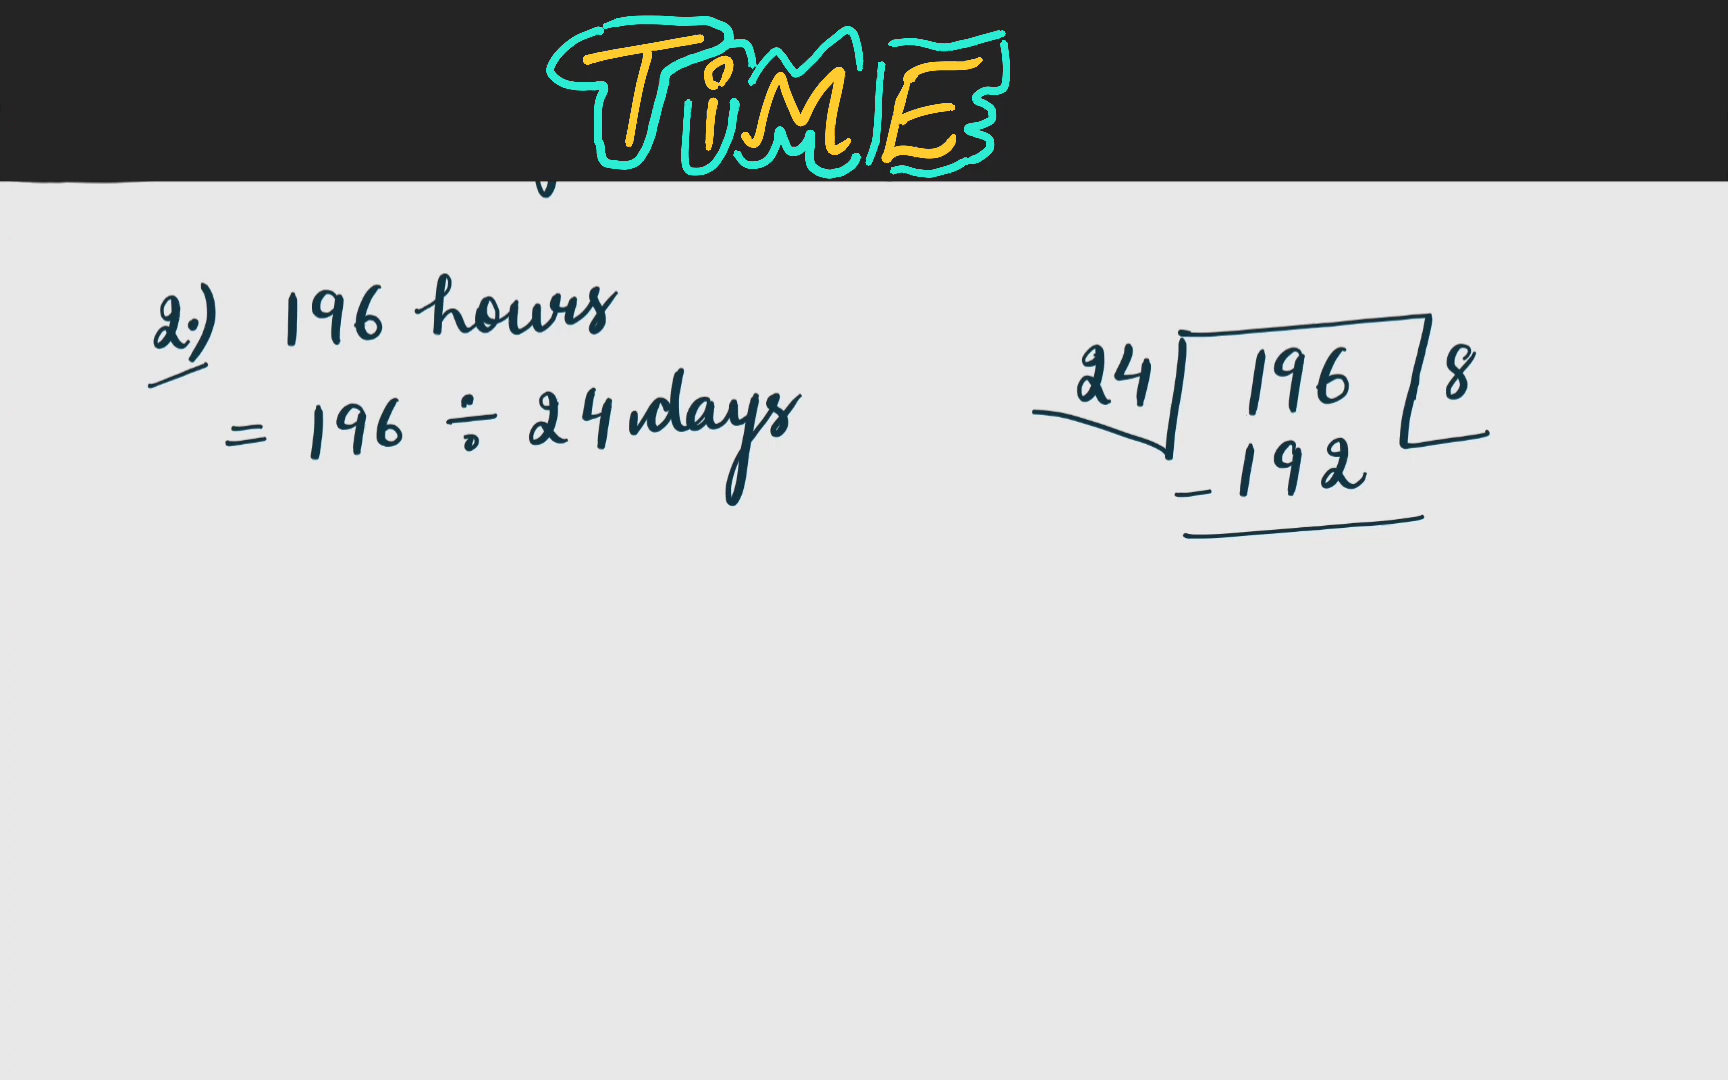 TiME
2.) 196 hours
= 196 ÷ 24 days
24 196 8
- 192